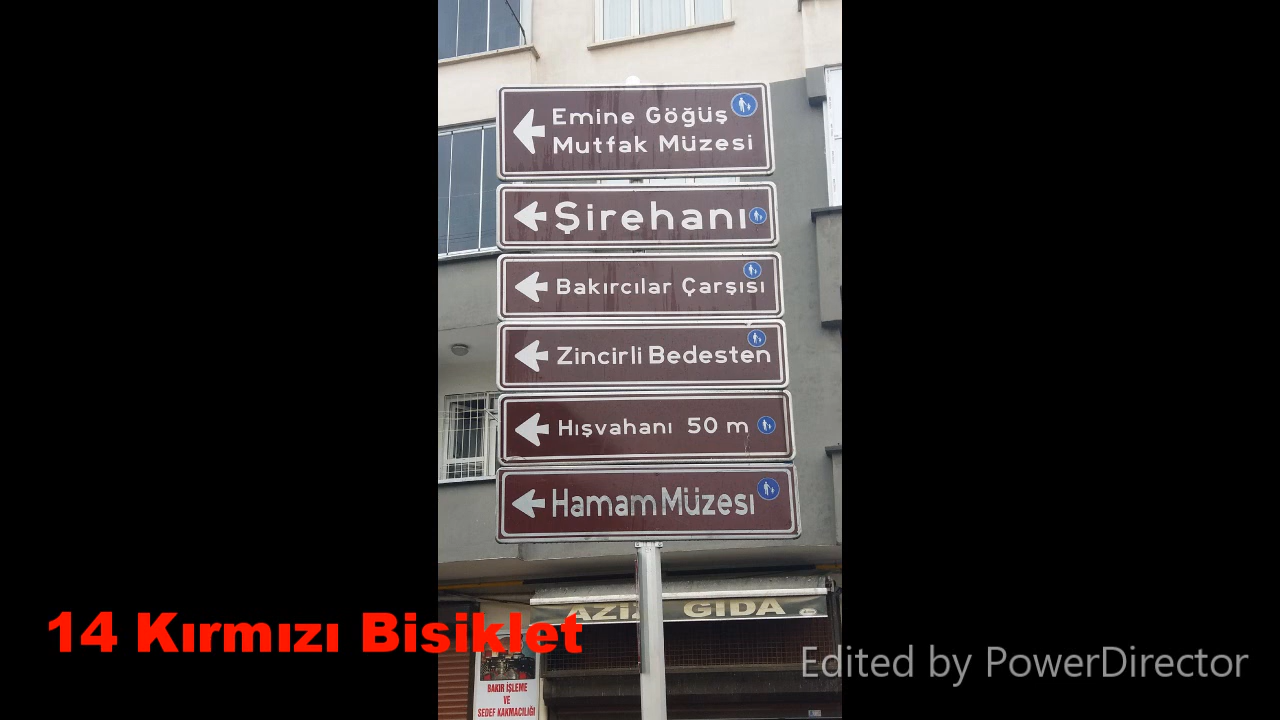 Emine Göğüş
Mutfak Müzesi
Şirehanı
Bakırcılar Çarşısı
Zincirli Bedesten
Hışvahanı 50 m
Hamam Müzesi
AZİZ GIDA
14 Kırmızı Bisiklet
Edited by PowerDirector
BAKIR İŞLEME
VE
SEDEF KAKMACILIĞI